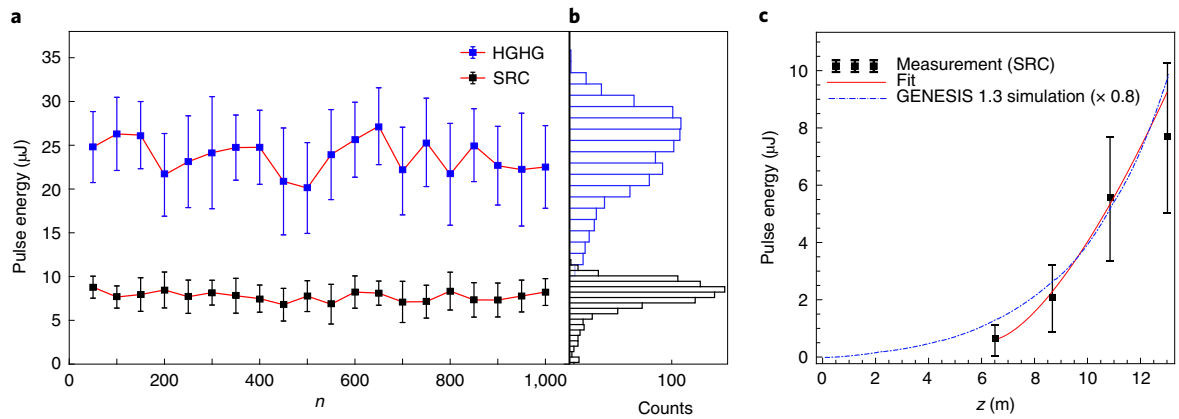 a
b
c
Pulse energy (μJ)
35
30
25
20
15
10
5
0
HGHG
SRC
0
200
400
600
800
1,000
n
100
Counts
Pulse energy (μJ)
10
8
6
4
2
0
Measurement (SRC)
Fit
GENESIS 1.3 simulation (× 0.8)
0
2
4
6
8
10
12
z (m)